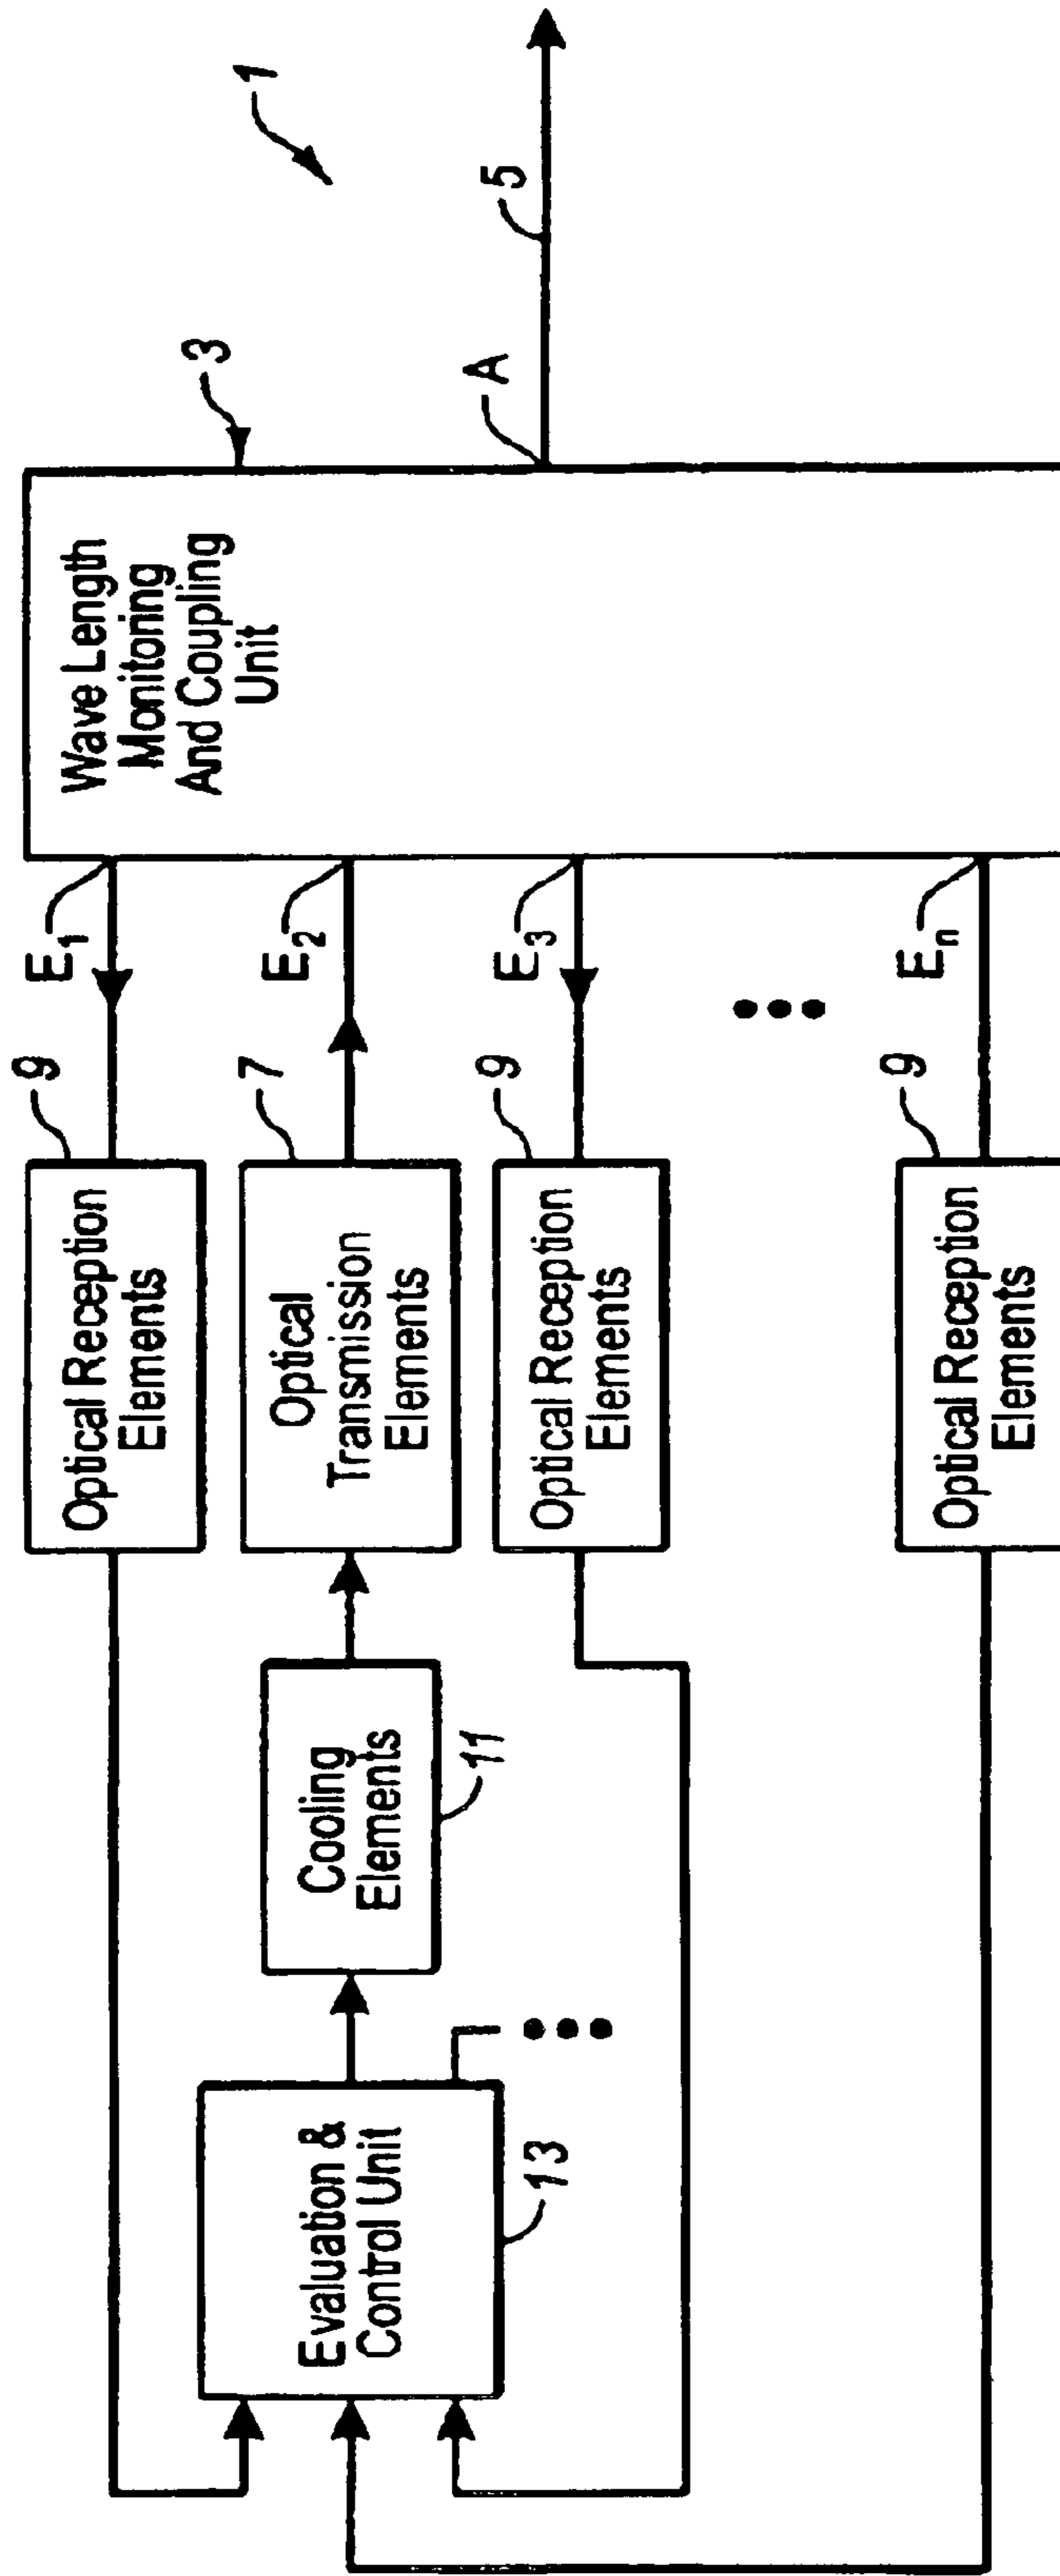 1
3
5
A
Wave Length
Monitoring
And Coupling
Unit
E1
E2
E3
En
9
Optical Reception
Elements
7
Optical
Transmission
Elements
9
Optical Reception
Elements
9
Optical Reception
Elements
Cooling
Elements
11
Evaluation &
Control Unit
13